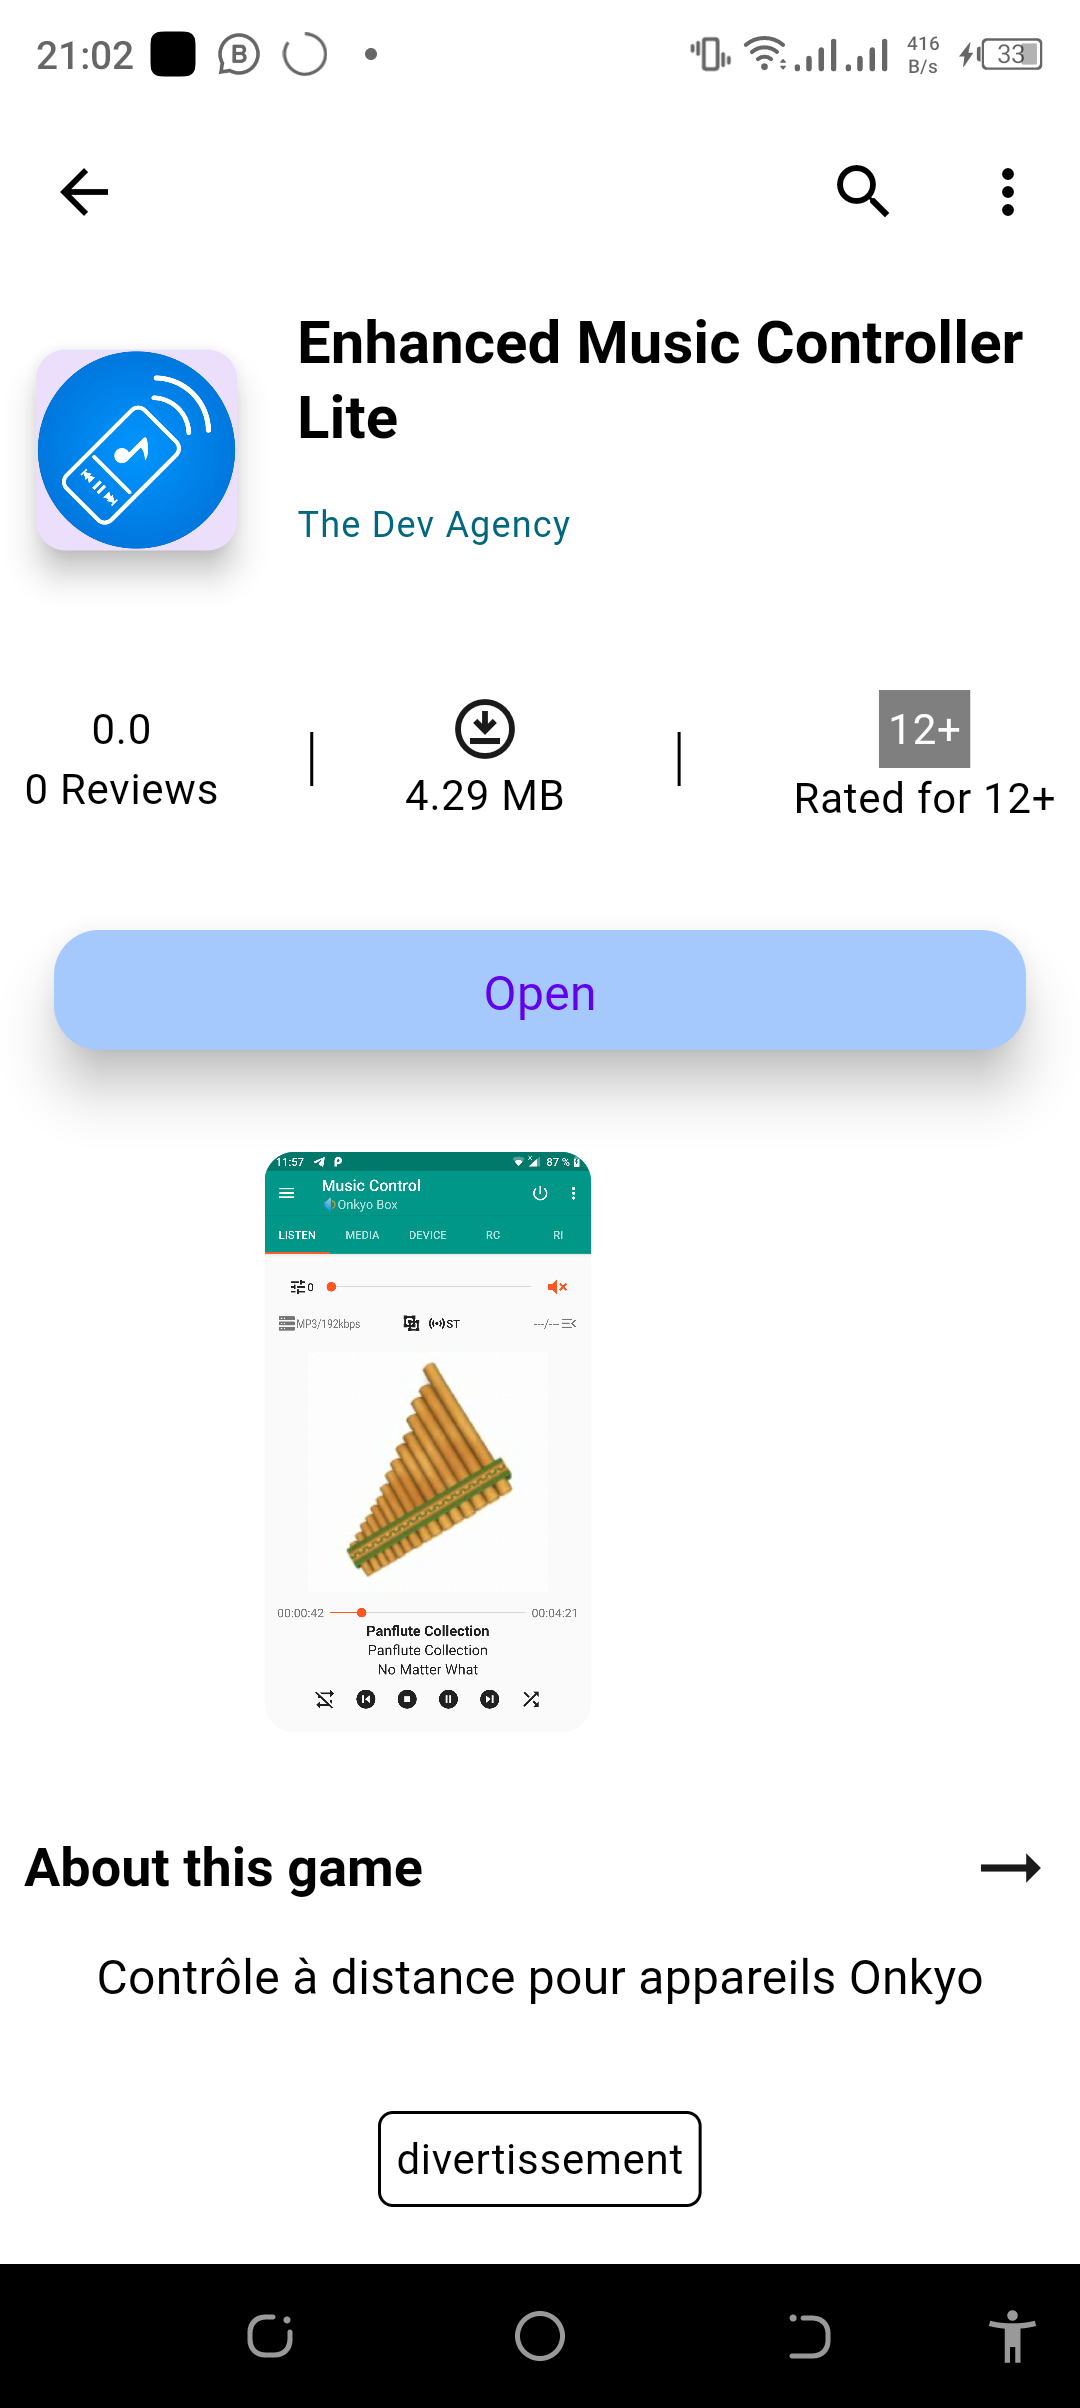 21:02
416
B/s
33
Enhanced Music Controller
Lite
The Dev Agency
0.0
0 Reviews
4.29 MB
12+
Rated for 12+
Open
11:57
87 %
Music Control
Onkyo Box
LISTEN MEDIA DEVICE RC RI
0
MP3/192kbps
ST
---/---
00:00:42
00:04:21
Panflute Collection
Panflute Collection
No Matter What
About this game
Contrôle à distance pour appareils Onkyo
divertissement